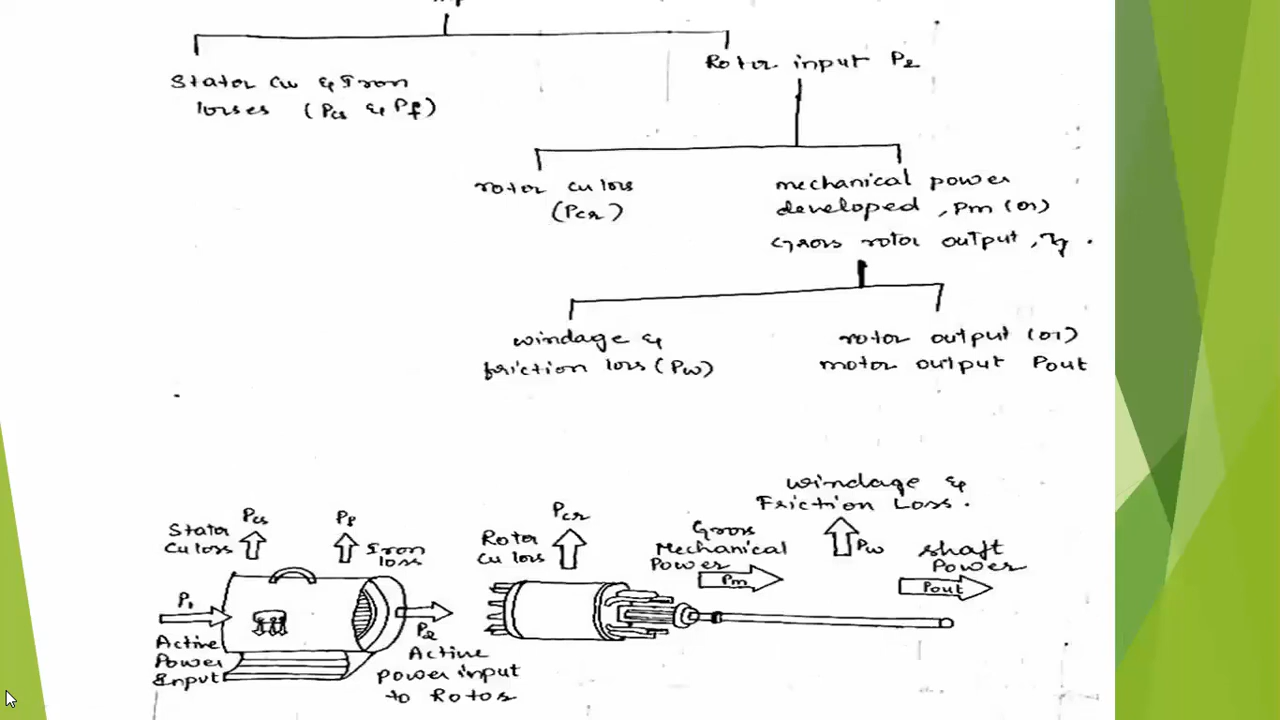 Rotor input P2
Stator Cu & Iron
losses (Pcs & Pf)
rotor cu loss
(Pcr)
mechanical power
developed, Pm (or)
Gross rotor output,
windage &
friction loss (Pw)
rotor output (or)
motor output Pout
windage &
Friction Loss.
Stator
Cu loss
Pcs
Pf
Iron
loss
Rotor
Cu loss
Pcr
Gross
Mechanical
Power
Pm
Pw
shaft
Power
Pout
P1
Active
Power
Input
P2
Active
power input
to Rotor